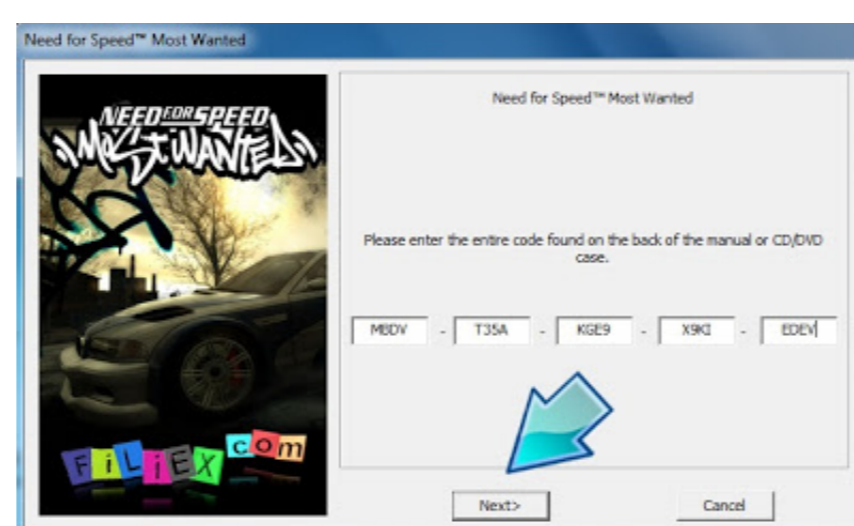 Need for Speed™ Most Wanted
NEED FOR SPEED
MOST WANTED
FiLiEX.com
Need for Speed™ Most Wanted
Please enter the entire code found on the back of the manual or CD/DVD
case.
MBDV - T35A - KGE9 - X9KI - EDEV
Next>
Cancel